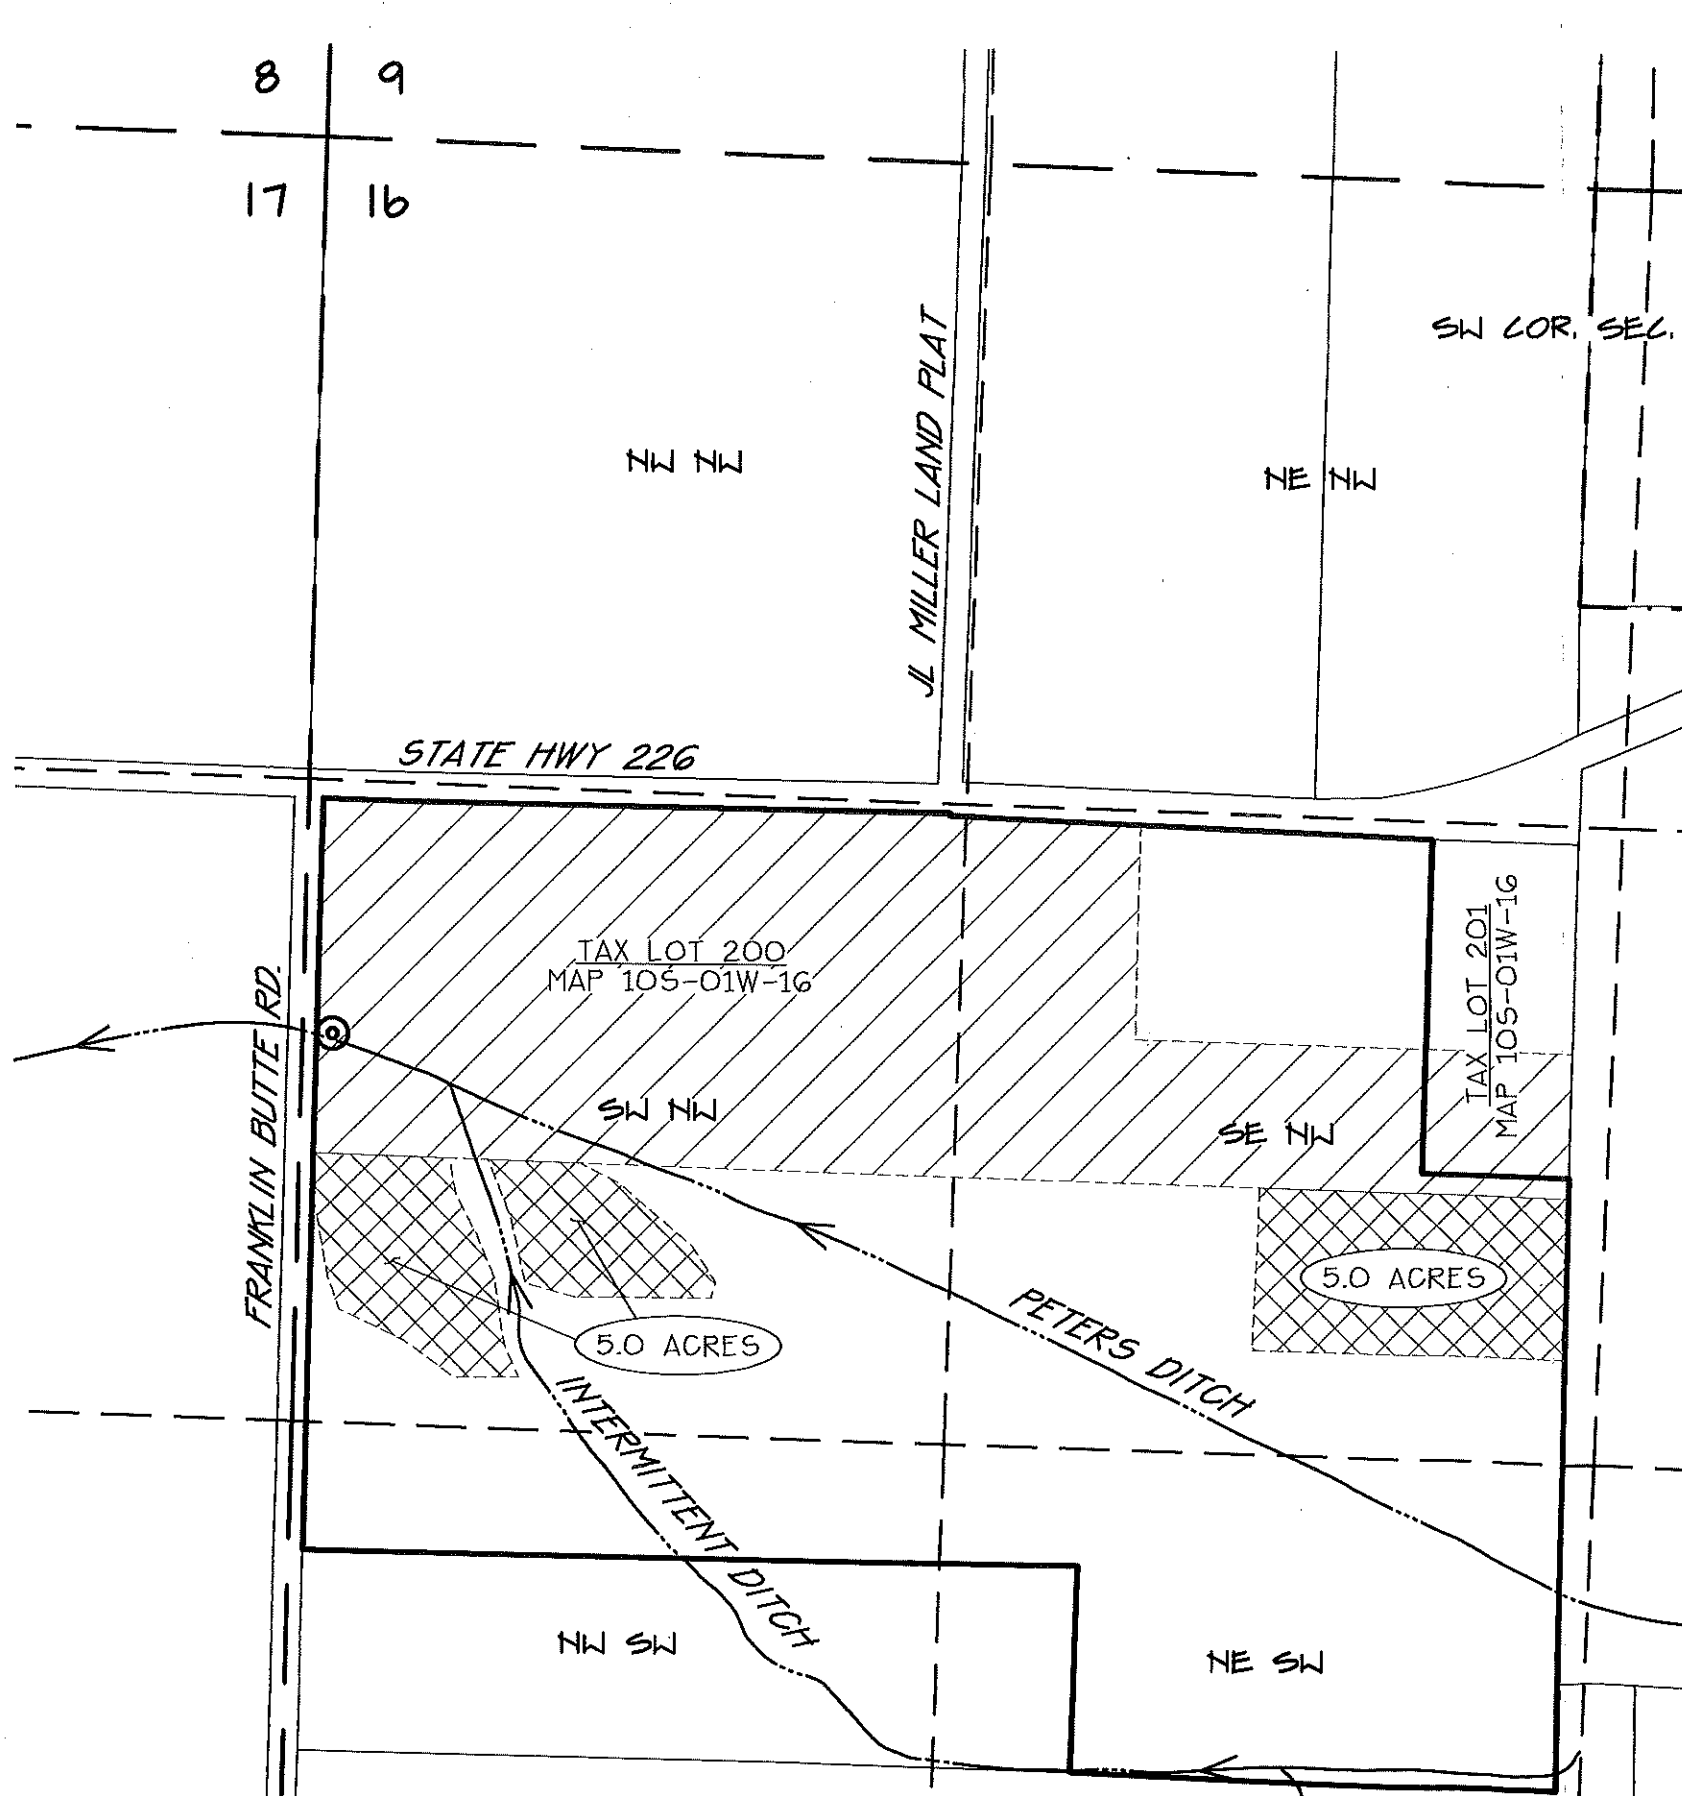 8 9
17 16
SW COR. SEC.
NW NW
NE NW
JL MILLER LAND PLAT
STATE HWY 226
TAX LOT 200
MAP 10S-01W-16
TAX LOT 201
MAP 10S-01W-16
FRANKLIN BUTTE RD.
SW NW
SE NW
5.0 ACRES
5.0 ACRES
PETERS DITCH
INTERMITTENT DITCH
NW SW
NE SW